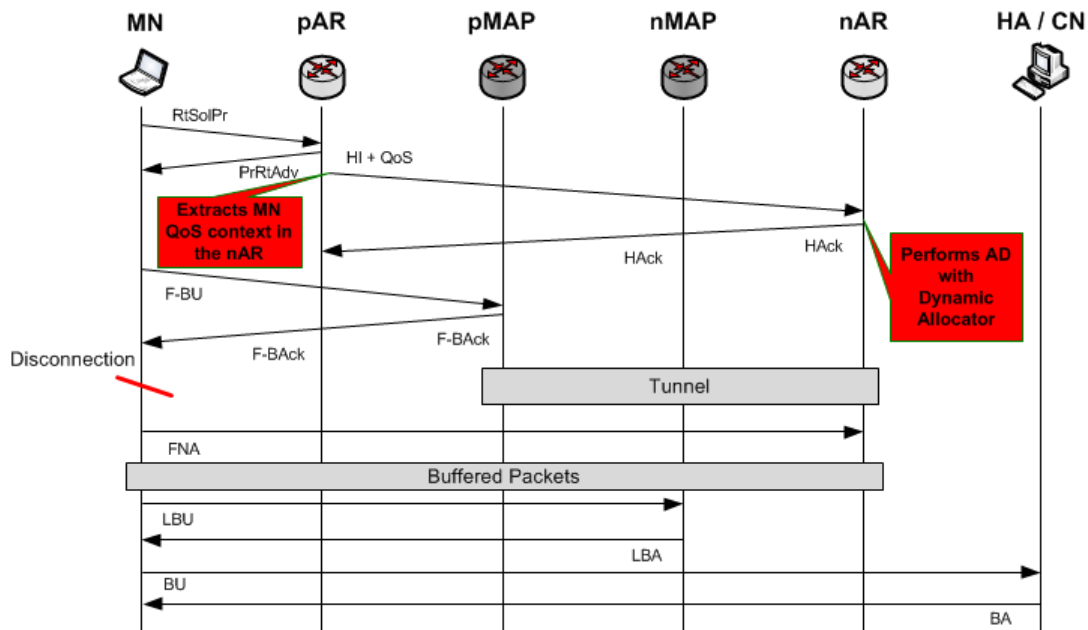 MN pAR pMAP nMAP nAR HA / CN
RtSolPr
PrRtAdv
HI + QoS
Extracts MN
QoS context in
the nAR
HAck
HAck
Performs AD
with
Dynamic
Allocator
F-BU
F-BAck
F-BAck
Disconnection
Tunnel
FNA
Buffered Packets
LBU
LBA
BU
BA